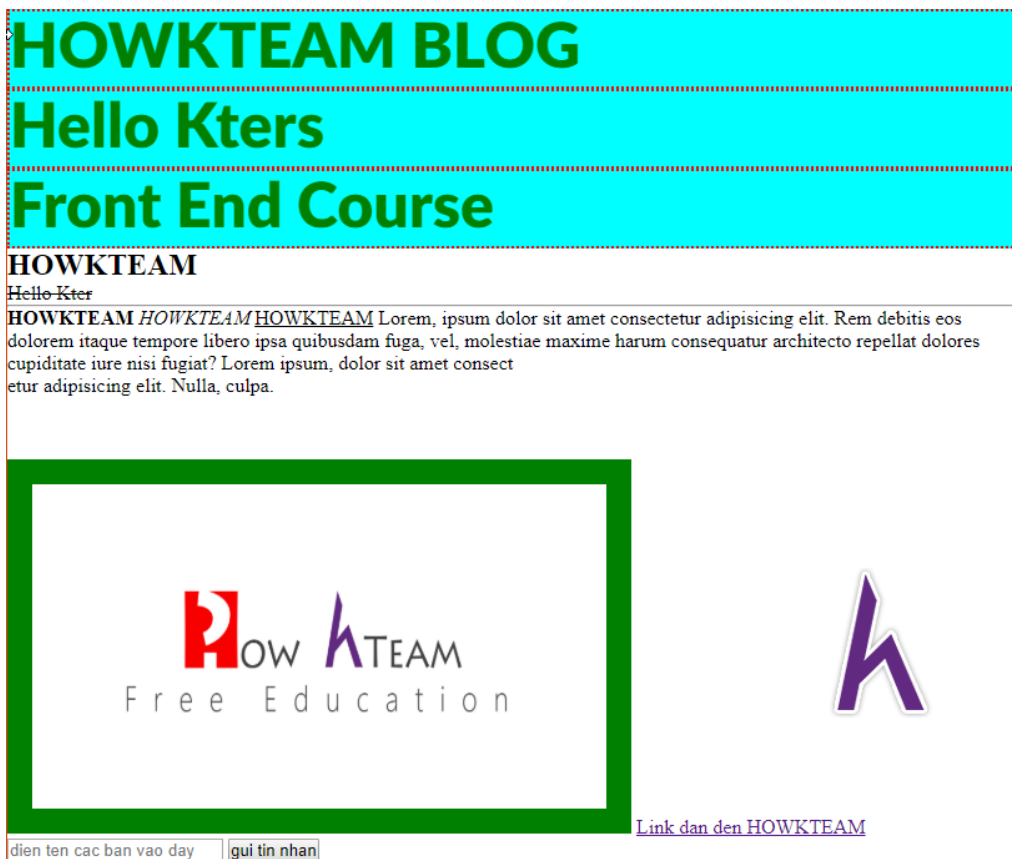 HOWKTEAM BLOG
Hello Kters
Front End Course
HOWKTEAM
Hello Kter
HOWKTEAM HOWKTEAM HOWKTEAM Lorem, ipsum dolor sit amet consectetur adipisicing elit. Rem debitis eos
dolorem itaque tempore libero ipsa quibusdam fuga, vel, molestiae maxime harum consequatur architecto repellat dolores
cupiditate iure nisi fugiat? Lorem ipsum, dolor sit amet consect
etur adipisicing elit. Nulla, culpa.
How kTEAM
Free Education
Link dan den HOWKTEAM
dien ten cac ban vao day gui tin nhan